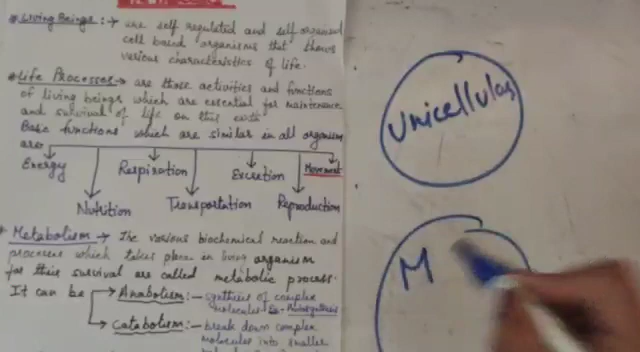 * Living Beings :→ are self regulated and self organised
cell based organisms that shows
various characteristics of life.
* Life Processes → are those activities and functions
of living beings which are essential for maintenance
and survival of life on this earth
Basic functions which are similar in all organism
are
Energy Respiration Excretion Movement
Nutrition Transportation Reproduction
* Metabolism → The various biochemical reaction and
processes which takes place in living organism
for their survival are called metabolic process.
It can be → Anabolism :- synthesis of complex
molecules Ex- Photosynthesis
→ Catabolism :- break down complex
molecules into smaller
Unicellular
M